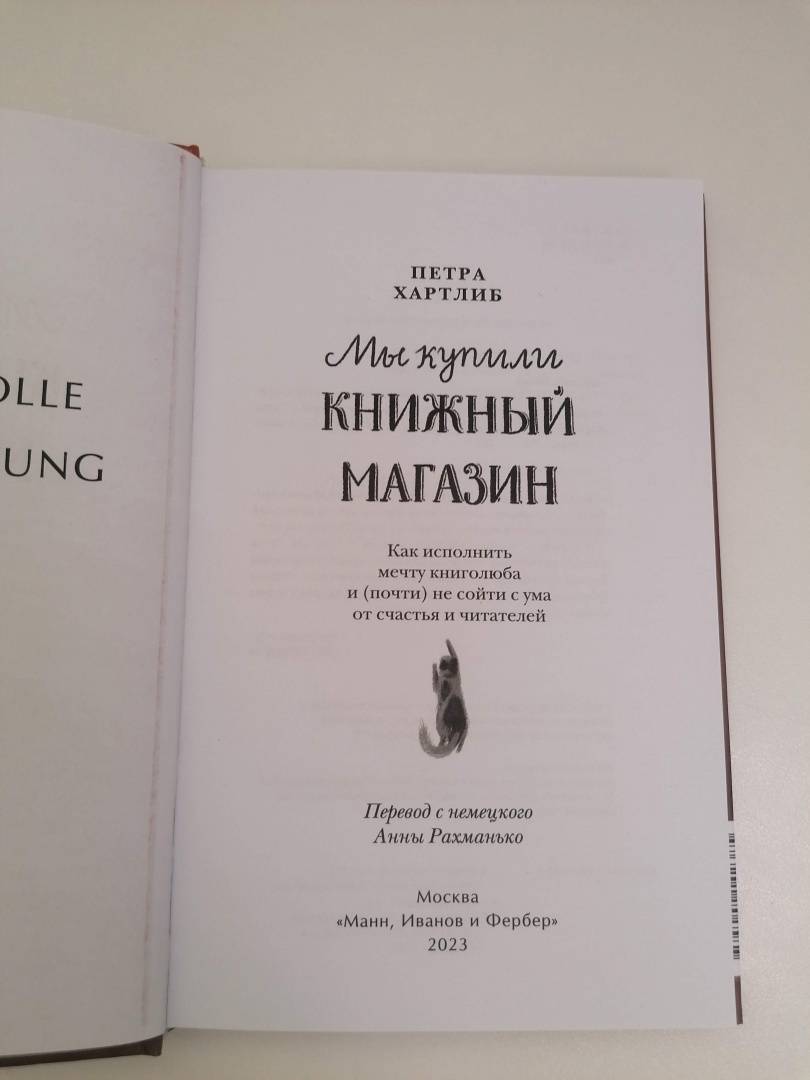 OLLE
UNG
ПЕТРА
ХАРТЛИБ
Мы купили
КНИЖНЫЙ
МАГАЗИН
Как исполнить
мечту книголюба
и (почти) не сойти с ума
от счастья и читателей
Перевод с немецкого
Анны Рахманько
Москва
«Манн, Иванов и Фербер»
2023